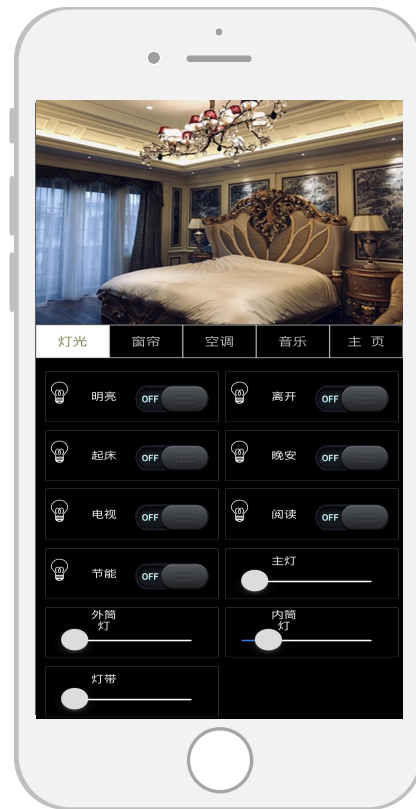 灯光 窗帘 空调 音乐 主 页
明亮 OFF 离开 OFF
起床 OFF 晚安 OFF
电视 OFF 阅读 OFF
节能 OFF 主灯
外筒
灯
内筒
灯
灯带